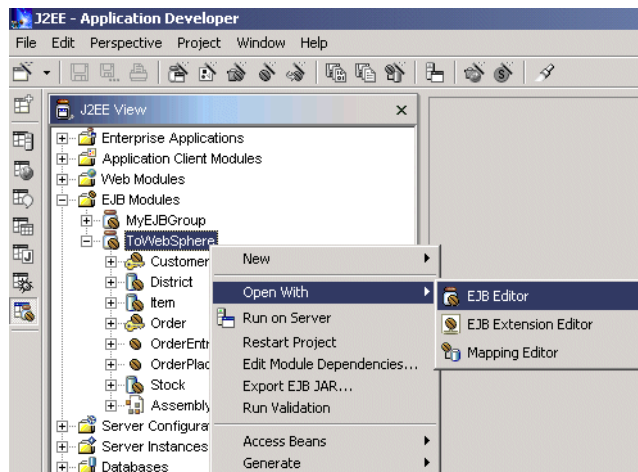 J2EE - Application Developer
File Edit Perspective Project Window Help
J2EE View
Enterprise Applications
Application Client Modules
Web Modules
EJB Modules
MyEJBGroup
ToWebSphere
Customer
District
Item
Order
OrderEntr
OrderPlac
Stock
Assembly
Server Configurat
Server Instances
Databases
New
Open With
Run on Server
Restart Project
Edit Module Dependencies...
Export EJB JAR...
Run Validation
Access Beans
Generate
EJB Editor
EJB Extension Editor
Mapping Editor